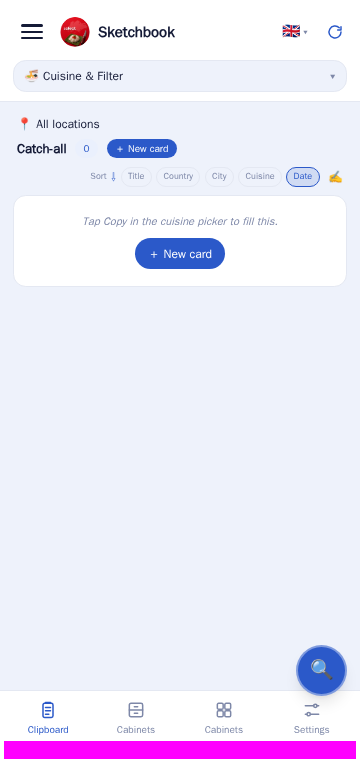 Sketchbook
Cuisine & Filter
All locations
Catch-all 0 + New card
Sort Title Country City Cuisine Date
Tap Copy in the cuisine picker to fill this.
+ New card
Clipboard Cabinets Cabinets Settings